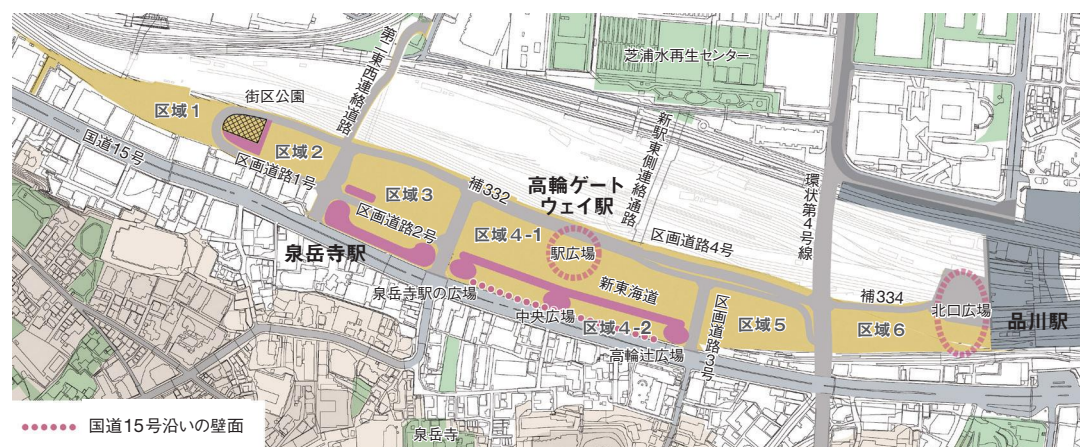 芝浦水再生センター
第二東西連絡道路
街区公園
区域1
国道15号
区域2
区画道路1号
区域3
補332
高輪ゲート
ウェイ駅
新駅東側連絡通路
環状第4号線
区画道路2号
区域4-1
駅広場
区画道路4号
泉岳寺駅
新東海道
泉岳寺駅の広場
中央広場
区域4-2
高輪辻広場
区画道路3号
区域5
補334
区域6
北口広場
品川駅
泉岳寺
国道15号沿いの壁面